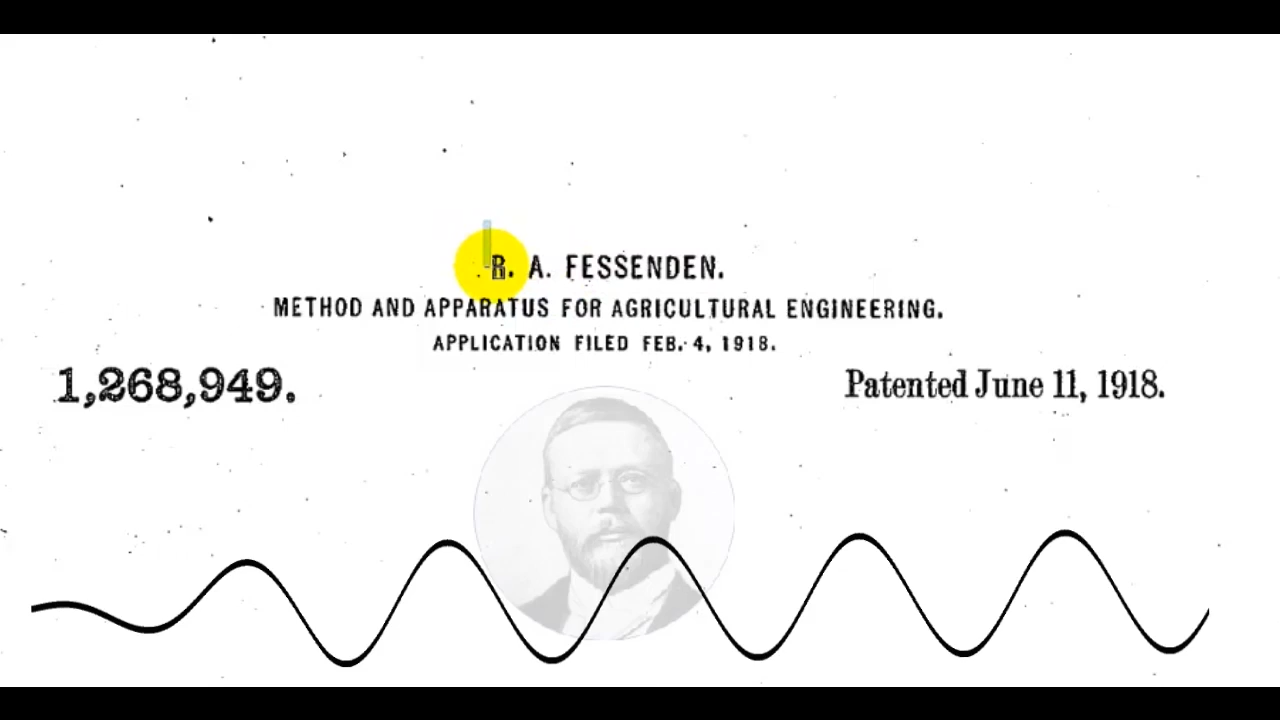 R. A. FESSENDEN.
METHOD AND APPARATUS FOR AGRICULTURAL ENGINEERING.
APPLICATION FILED FEB. 4, 1918.
1,268,949.
Patented June 11, 1918.